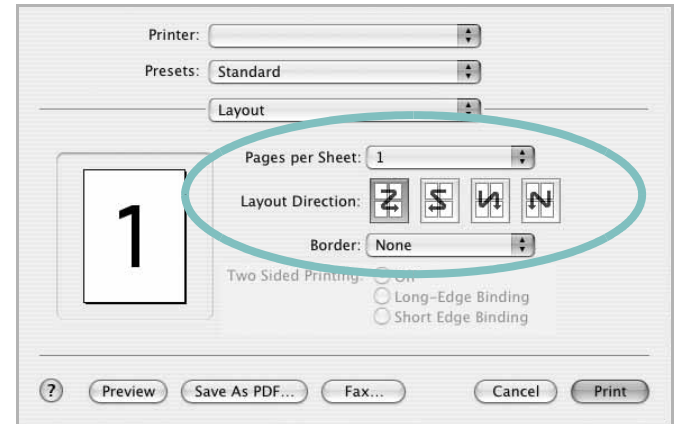 Printer:
Presets: Standard
Layout
Pages per Sheet: 1
Layout Direction:
Border: None
1
Two Sided Printing: Off
Long-Edge Binding
Short Edge Binding
? Preview Save As PDF... Fax... Cancel Print